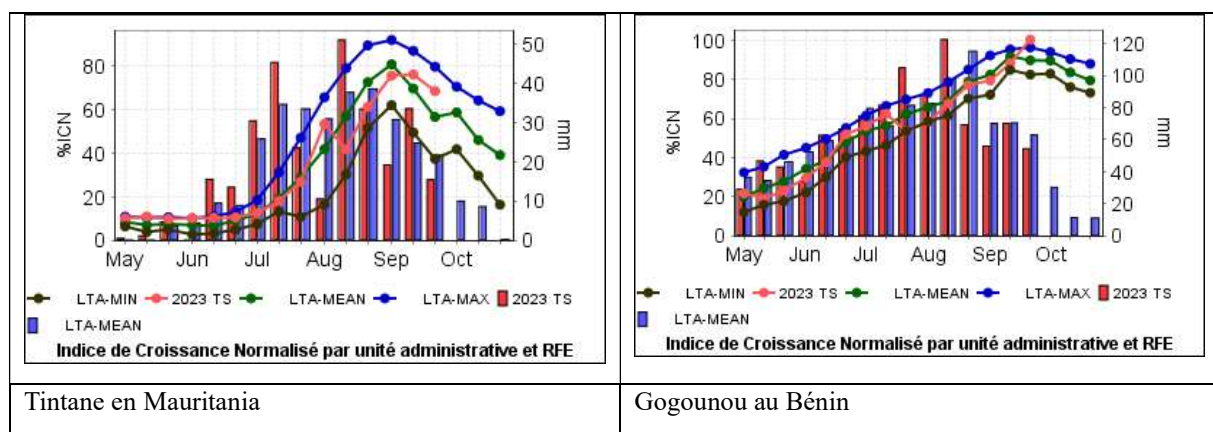 80
60
40
20
0
%ICN
50
40
30
20
10
0
mm
May Jun Jul Aug Sep Oct
LTA-MIN 2023 TS LTA-MEAN LTA-MAX 2023 TS
LTA-MEAN
Indice de Croissance Normalisé par unité administrative et RFE
100
80
60
40
20
0
%ICN
120
100
80
60
40
20
0
mm
May Jun Jul Aug Sep Oct
LTA-MIN 2023 TS LTA-MEAN LTA-MAX 2023 TS
LTA-MEAN
Indice de Croissance Normalisé par unité administrative et RFE
Tintane en Mauritania
Gogounou au Bénin